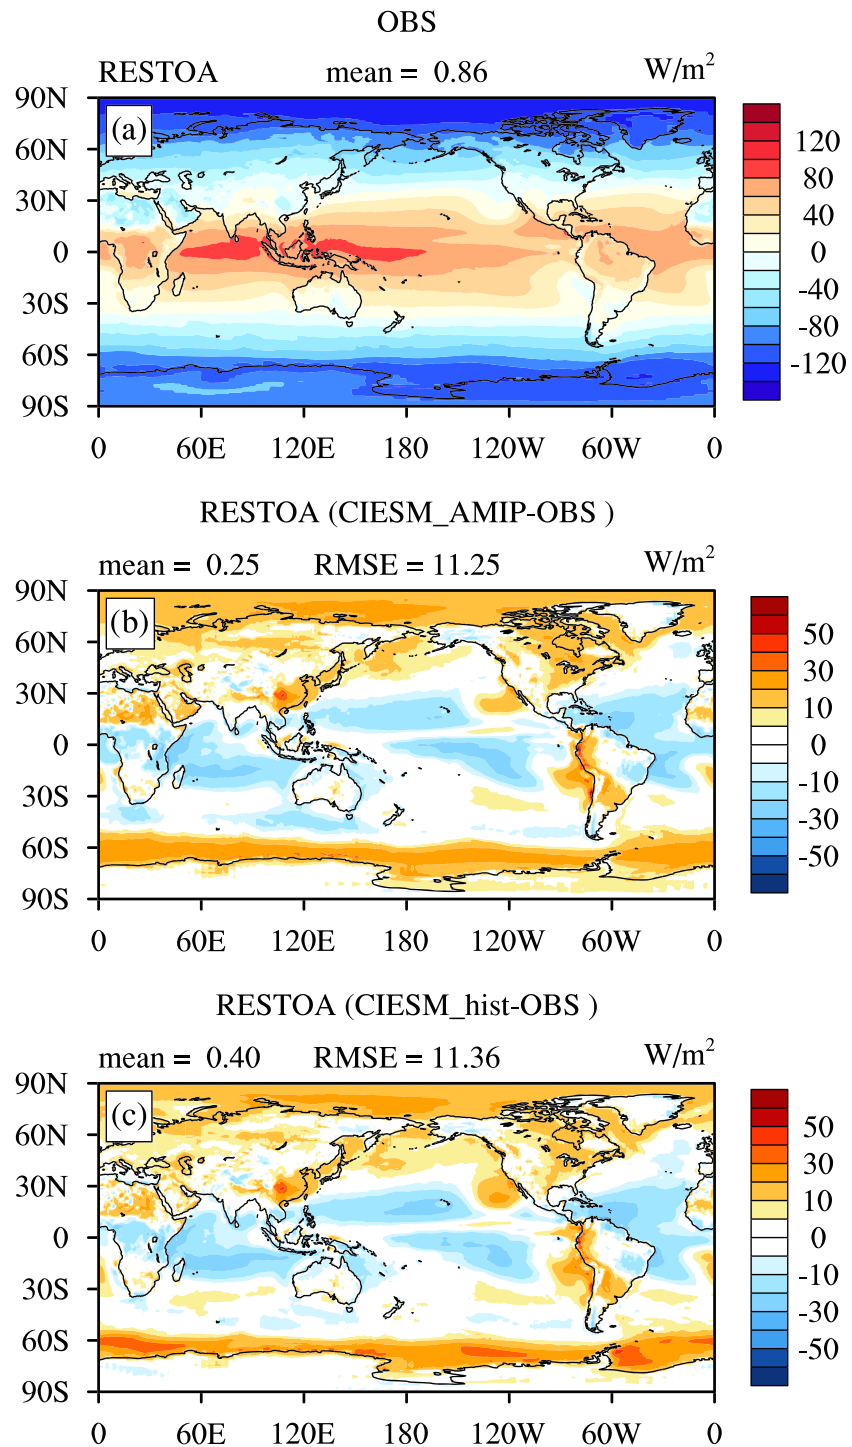 OBS
RESTOA mean = 0.86 W/m²
(a)
90N
60N
30N
0
30S
60S
90S
0 60E 120E 180 120W 60W 0
120
80
40
0
-40
-80
-120
RESTOA (CIESM_AMIP-OBS )
mean = 0.25 RMSE = 11.25 W/m²
(b)
90N
60N
30N
0
30S
60S
90S
0 60E 120E 180 120W 60W 0
50
30
10
0
-10
-30
-50
RESTOA (CIESM_hist-OBS )
mean = 0.40 RMSE = 11.36 W/m²
(c)
90N
60N
30N
0
30S
60S
90S
0 60E 120E 180 120W 60W 0
50
30
10
0
-10
-30
-50